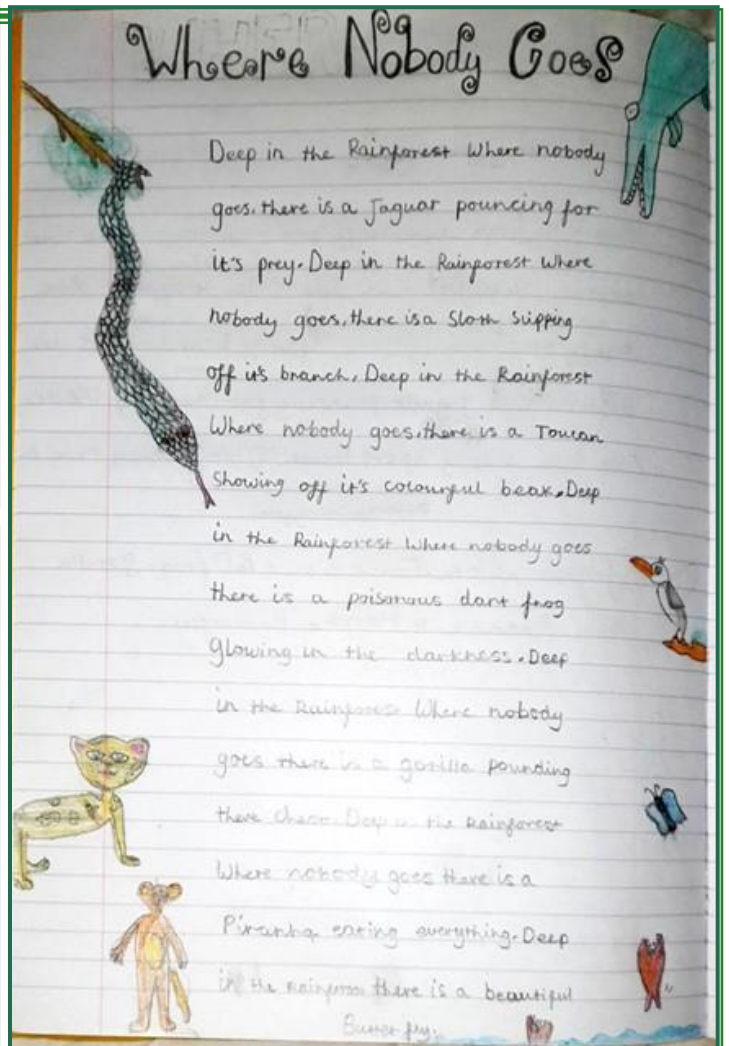 Where Nobody Goes
Deep in the Rainforest Where nobody
goes, there is a Jaguar pouncing for
it's prey. Deep in the Rainforest Where
nobody goes, there is a Sloth Slipping
off it's branch, Deep in the Rainforest
Where nobody goes, there is a Toucan
Showing off it's colourful beak. Deep
in the Rainforest Where nobody goes
there is a poisonous dart frog
glowing in the darkness. Deep
in the Rainforest Where nobody
goes there is a gorilla pounding
there chest. Deep in the Rainforest
Where nobody goes there is a
Piranha eating everything. Deep
in the there is a beautiful